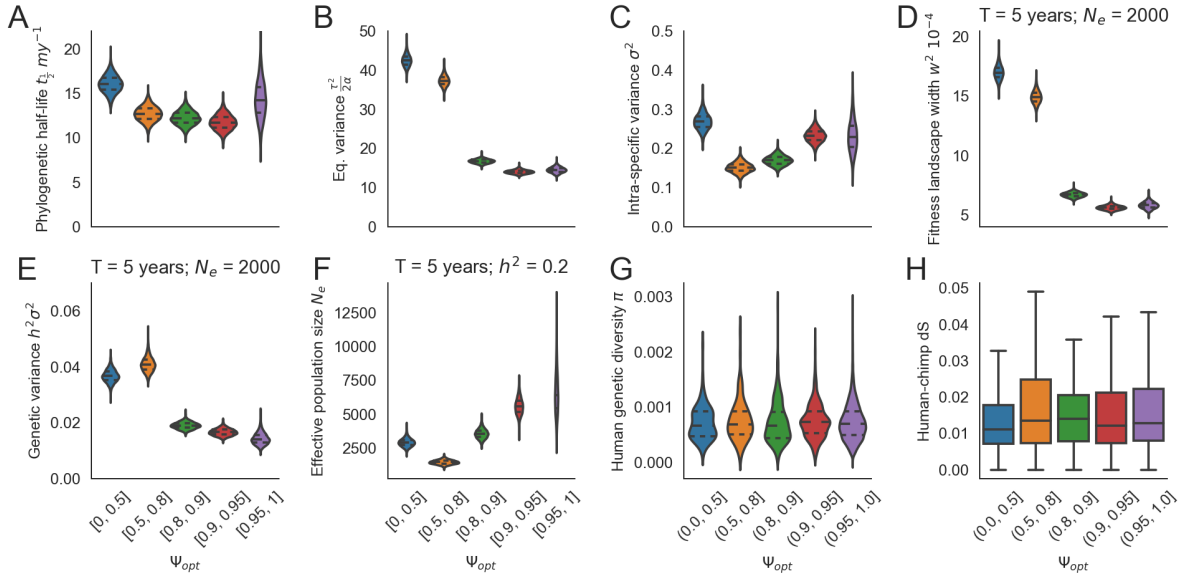 A
Phylogenetic half-life t½ my⁻¹
20
15
10
5
0
B
Eq. variance τ²/2α
50
40
30
20
10
0
C
Intra-specific variance σ²
0.5
0.4
0.3
0.2
0.1
0.0
D
T = 5 years; Nₑ = 2000
Fitness landscape width w² 10⁻⁴
20
15
10
5
E
T = 5 years; Nₑ = 2000
Genetic variance h²σ²
0.06
0.04
0.02
0.00
[0, 0.5]
[0.5, 0.8]
[0.8, 0.9]
[0.9, 0.95]
[0.95, 1]
Ψopt
F
T = 5 years; h² = 0.2
Effective population size Nₑ
12500
10000
7500
5000
2500
[0, 0.5]
[0.5, 0.8]
[0.8, 0.9]
[0.9, 0.95]
[0.95, 1]
Ψopt
G
Human genetic diversity π
0.003
0.002
0.001
0.000
(0.0, 0.5]
(0.5, 0.8]
(0.8, 0.9]
(0.9, 0.95]
(0.95, 1.0]
Ψopt
H
Human-chimp dS
0.05
0.04
0.03
0.02
0.01
0.00
(0.0, 0.5]
(0.5, 0.8]
(0.8, 0.9]
(0.9, 0.95]
(0.95, 1.0]
Ψopt